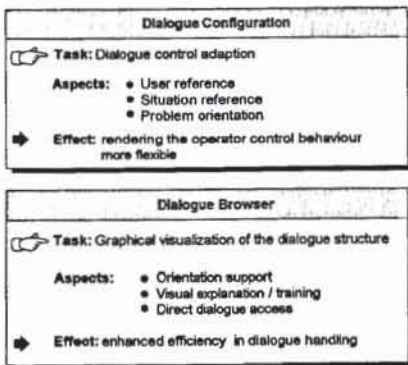 Dialogue Configuration
Task: Dialogue control adaption
Aspects: • User reference
• Situation reference
• Problem orientation
Effect: rendering the operator control behaviour
more flexible
Dialogue Browser
Task: Graphical visualization of the dialogue structure
Aspects: • Orientation support
• Visual explanation / training
• Direct dialogue access
Effect: enhanced efficiency in dialogue handling